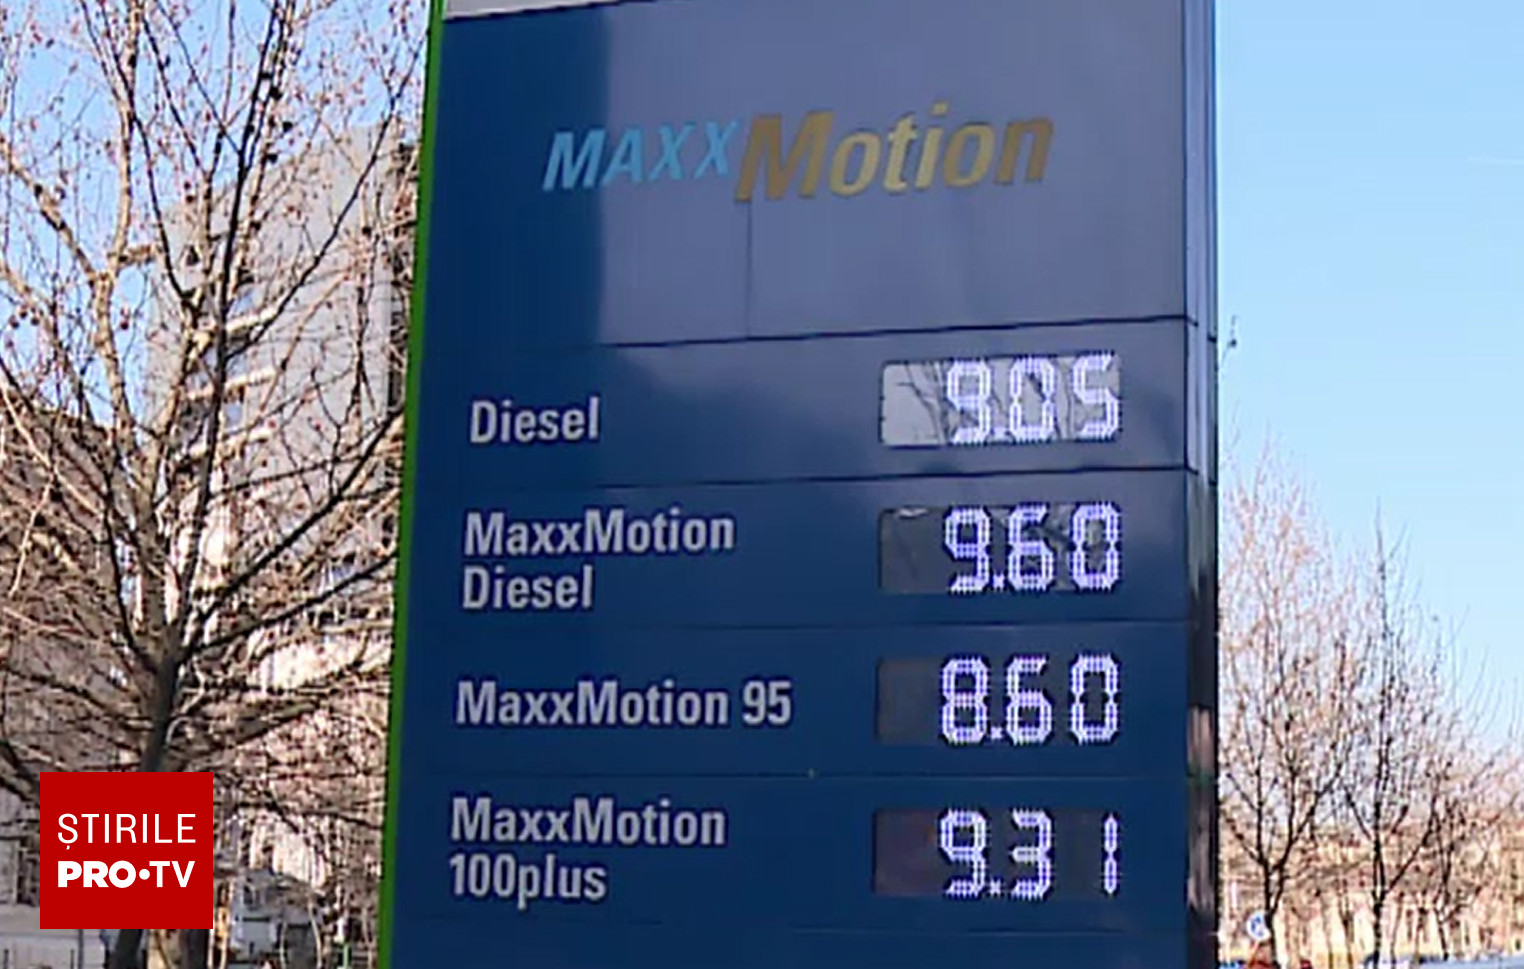 MAXXMotion
Diesel 9.05
MaxxMotion
Diesel 9.60
MaxxMotion 95 8.60
MaxxMotion
100plus 9.31
ȘTIRILE
PRO•TV